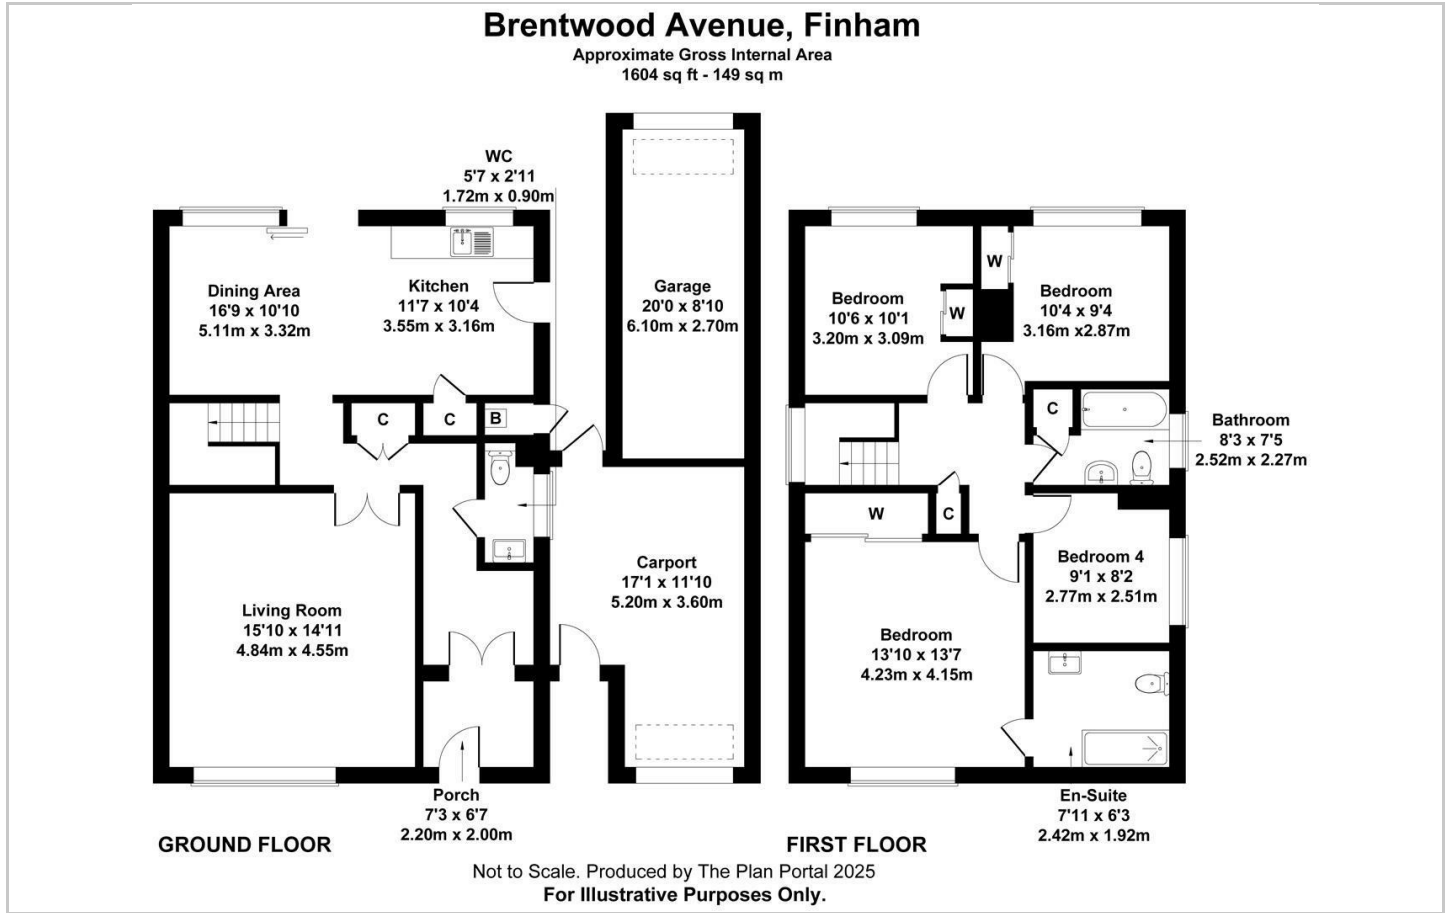 Brentwood Avenue, Finham
Approximate Gross Internal Area
1604 sq ft - 149 sq m
WC
5'7 x 2'11
1.72m x 0.90m
Dining Area
16'9 x 10'10
5.11m x 3.32m
Kitchen
11'7 x 10'4
3.55m x 3.16m
Garage
20'0 x 8'10
6.10m x 2.70m
C
C
B
Living Room
15'10 x 14'11
4.84m x 4.55m
Carport
17'1 x 11'10
5.20m x 3.60m
Porch
7'3 x 6'7
2.20m x 2.00m
GROUND FLOOR
Bedroom
10'6 x 10'1
3.20m x 3.09m
W
W
Bedroom
10'4 x 9'4
3.16m x2.87m
C
Bathroom
8'3 x 7'5
2.52m x 2.27m
W
C
Bedroom 4
9'1 x 8'2
2.77m x 2.51m
Bedroom
13'10 x 13'7
4.23m x 4.15m
En-Suite
7'11 x 6'3
2.42m x 1.92m
FIRST FLOOR
Not to Scale. Produced by The Plan Portal 2025
For Illustrative Purposes Only.